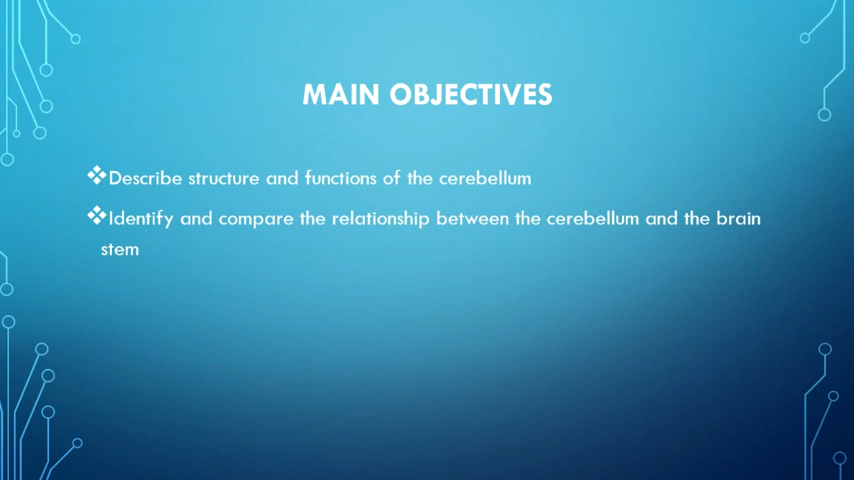 MAIN OBJECTIVES
❖Describe structure and functions of the cerebellum
❖Identify and compare the relationship between the cerebellum and the brain
stem